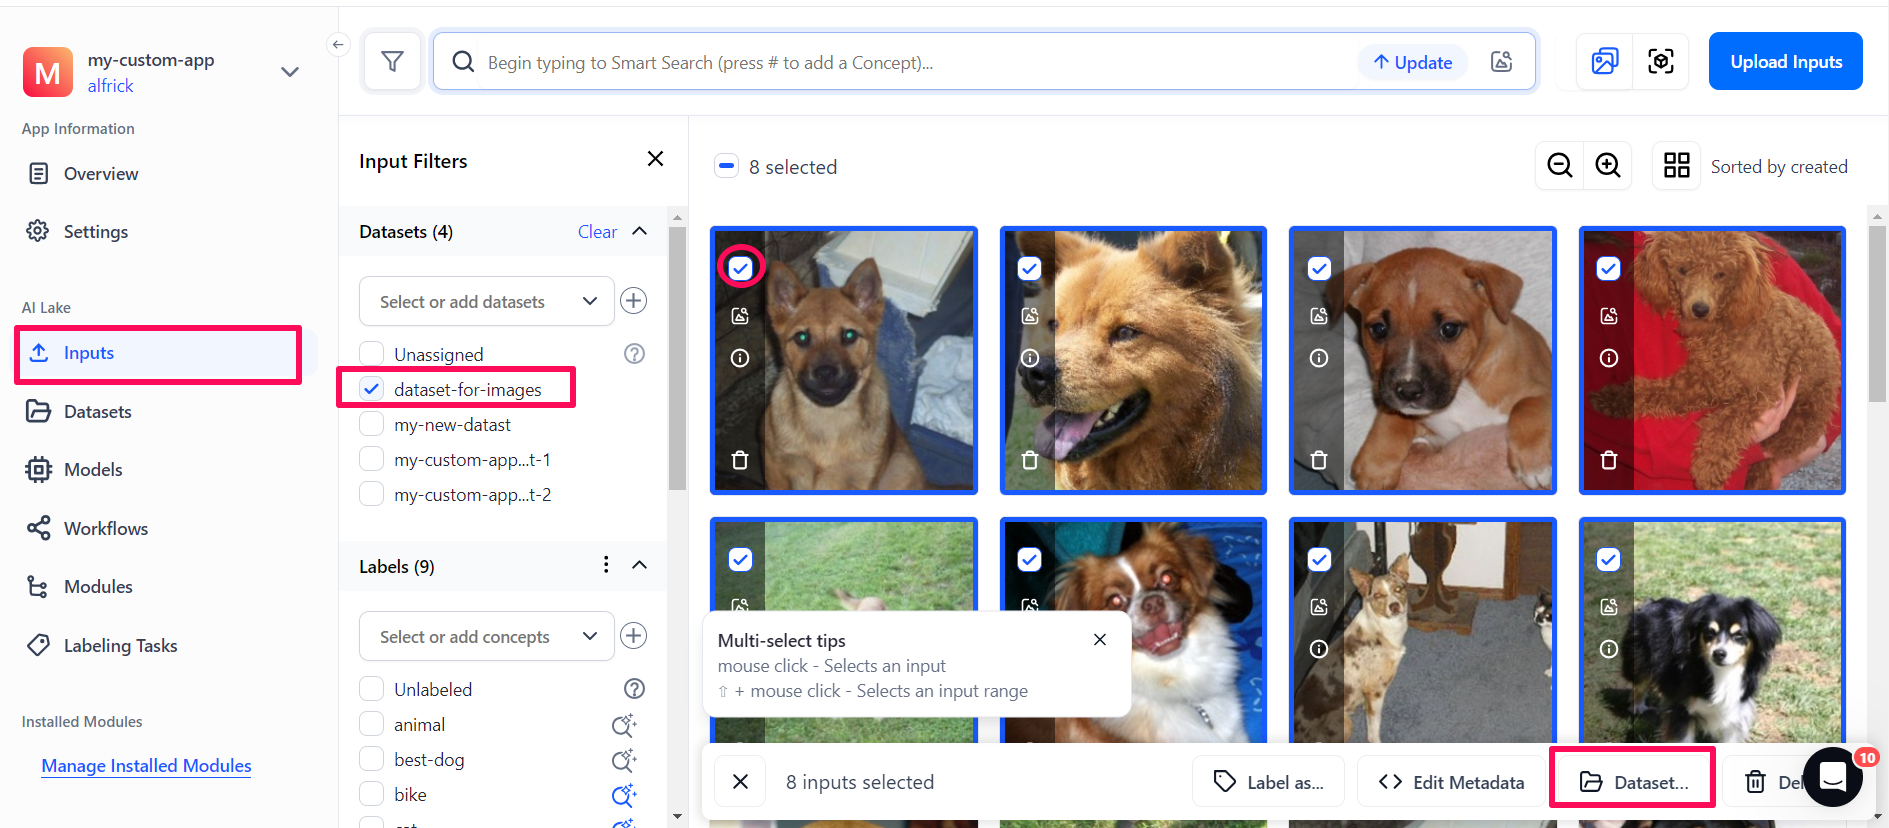 M
my-custom-app
alfrick
App Information
Overview
Settings
AI Lake
Inputs
Datasets
Models
Workflows
Modules
Labeling Tasks
Installed Modules
Manage Installed Modules
Begin typing to Smart Search (press # to add a Concept)...
Update
Upload Inputs
Input Filters
Datasets (4)
Clear
Select or add datasets
Unassigned
dataset-for-images
my-new-datast
my-custom-app...t-1
my-custom-app...t-2
Labels (9)
Select or add concepts
Unlabeled
animal
best-dog
bike
8 selected
Sorted by created
Multi-select tips
mouse click - Selects an input
⇧ + mouse click - Selects an input range
8 inputs selected
Label as...
Edit Metadata
Dataset...
10